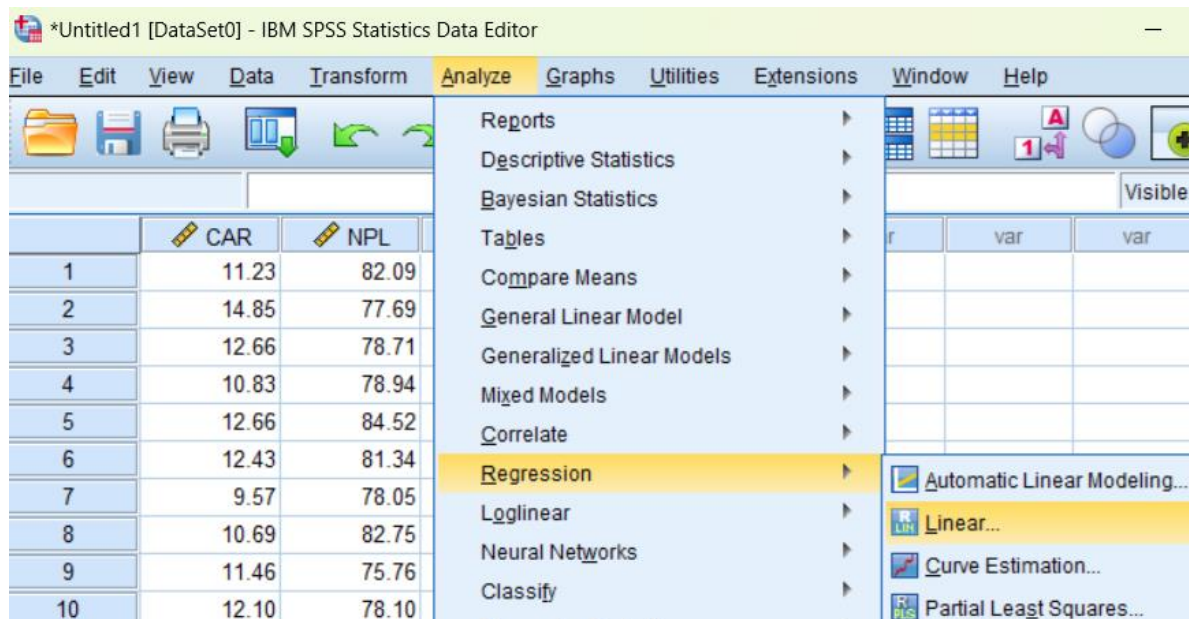 *Untitled1 [DataSet0] - IBM SPSS Statistics Data Editor
File Edit View Data Transform Analyze Graphs Utilities Extensions Window Help
Visible
CAR NPL var var
1 11.23 82.09
2 14.85 77.69
3 12.66 78.71
4 10.83 78.94
5 12.66 84.52
6 12.43 81.34
7 9.57 78.05
8 10.69 82.75
9 11.46 75.76
10 12.10 78.10
Reports
Descriptive Statistics
Bayesian Statistics
Tables
Compare Means
General Linear Model
Generalized Linear Models
Mixed Models
Correlate
Regression
Loglinear
Neural Networks
Classify
Automatic Linear Modeling...
Linear...
Curve Estimation...
Partial Least Squares...